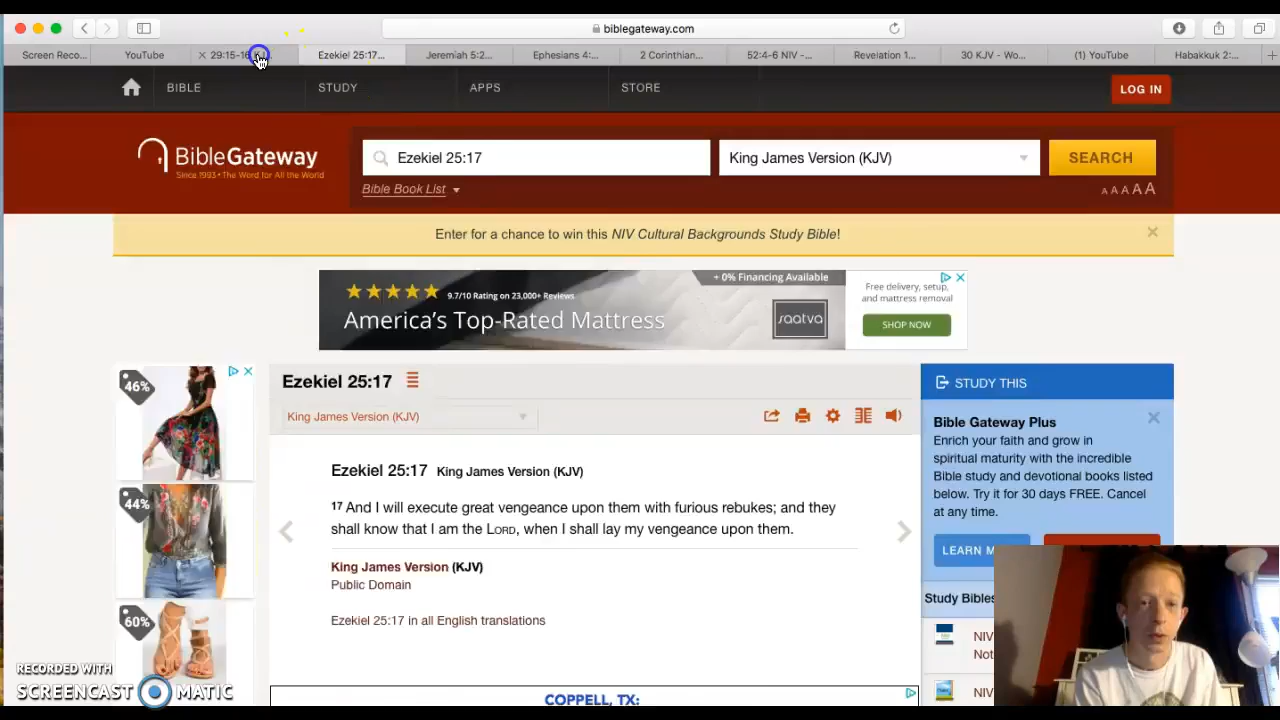 biblegateway.com
Screen Reco...
YouTube
29:15-16 KJ
Ezekiel 25:17...
Jeremiah 5:2...
Ephesians 4:...
2 Corinthian...
52:4-6 NIV -...
Revelation 1...
30 KJV - Wo...
(1) YouTube
Habakkuk 2:...
BIBLE
STUDY
APPS
STORE
LOG IN
BibleGateway
Since 1993 • The Word for All the World
Ezekiel 25:17
King James Version (KJV)
SEARCH
Bible Book List
A A A A A
Enter for a chance to win this NIV Cultural Backgrounds Study Bible!
9.7/10 Rating on 23,000+ Reviews
America's Top-Rated Mattress
+ 0% Financing Available
saatva
Free delivery, setup,
and mattress removal
SHOP NOW
46%
44%
60%
Ezekiel 25:17
King James Version (KJV)
Ezekiel 25:17 King James Version (KJV)
17 And I will execute great vengeance upon them with furious rebukes; and they
shall know that I am the LORD, when I shall lay my vengeance upon them.
King James Version (KJV)
Public Domain
Ezekiel 25:17 in all English translations
COPPELL, TX:
STUDY THIS
Bible Gateway Plus
Enrich your faith and grow in
spiritual maturity with the incredible
Bible study and devotional books listed
below. Try it for 30 days FREE. Cancel
at any time.
LEARN M
Study Bibles
NIV
Not
NIV
RECORDED WITH
SCREENCAST MATIC